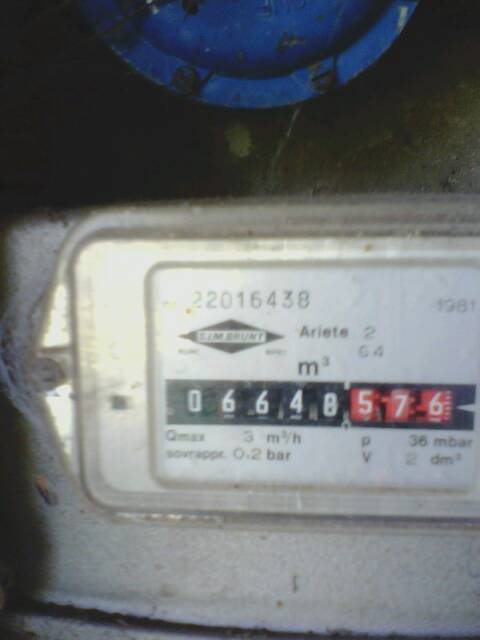 22016438
1981
S.I.M.BRUNT
Ariete 2
64
m³
06648576
Qmax 3 m³/h
p 36 mbar
sovrappr. 0.2 bar
V 2 dm³